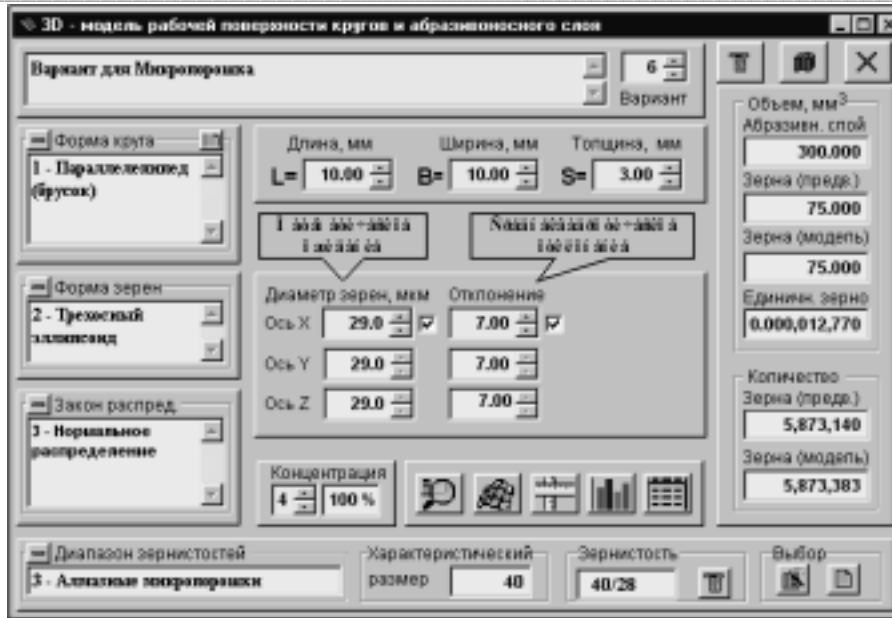 3D - модель рабочей поверхности кругов и абразивоносного слоя
Вариант для Микропорошка
6
Вариант
Форма круга
1 - Параллелепипед
(брусок)
Длина, мм
Ширина, мм
Толщина, мм
L= 10.00
B= 10.00
S= 3.00
Форма зерен
2 - Трехосный
эллипсоид
Диаметр зерен, мкм
Отклонение
Ось X 29.0 7.00
Ось Y 29.0 7.00
Ось Z 29.0 7.00
Закон распред.
3 - Нормальное
распределение
Концентрация
4 100 %
Объем, мм3
Абразивн. слой
300.000
Зерна (предв.)
75.000
Зерна (модель)
75.000
Единичн. зерно
0.000,012,770
Количество
Зерна (предв.)
5,873,140
Зерна (модель)
5,873,383
Диапазон зернистостей
3 - Алмазные микропорошки
Характеристический
размер 40
Зернистость
40/28
Выбор